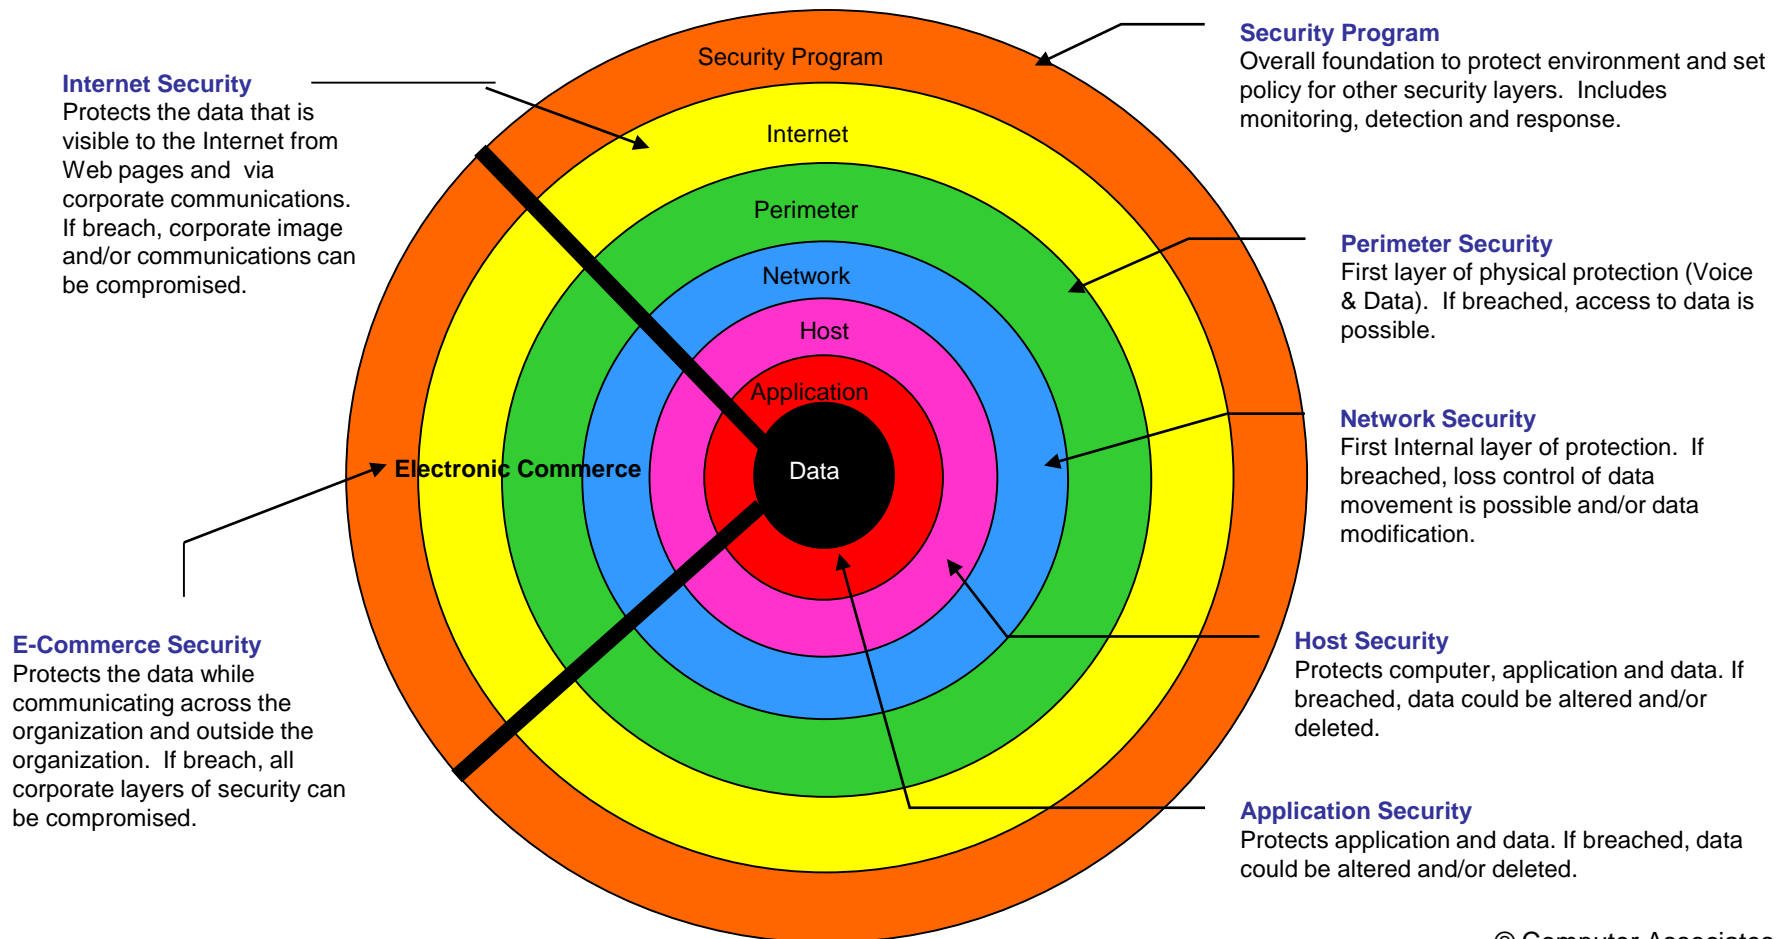 Security Program
Internet
Perimeter
Network
Host
Application
Data
Electronic Commerce
Internet Security
Protects the data that is
visible to the Internet from
Web pages and via
corporate communications.
If breach, corporate image
and/or communications can
be compromised.
E-Commerce Security
Protects the data while
communicating across the
organization and outside the
organization. If breach, all
corporate layers of security can
be compromised.
Security Program
Overall foundation to protect environment and set
policy for other security layers. Includes
monitoring, detection and response.
Perimeter Security
First layer of physical protection (Voice
& Data). If breached, access to data is
possible.
Network Security
First Internal layer of protection. If
breached, loss control of data
movement is possible and/or data
modification.
Host Security
Protects computer, application and data. If
breached, data could be altered and/or
deleted.
Application Security
Protects application and data. If breached, data
could be altered and/or deleted.
© Computer Associates